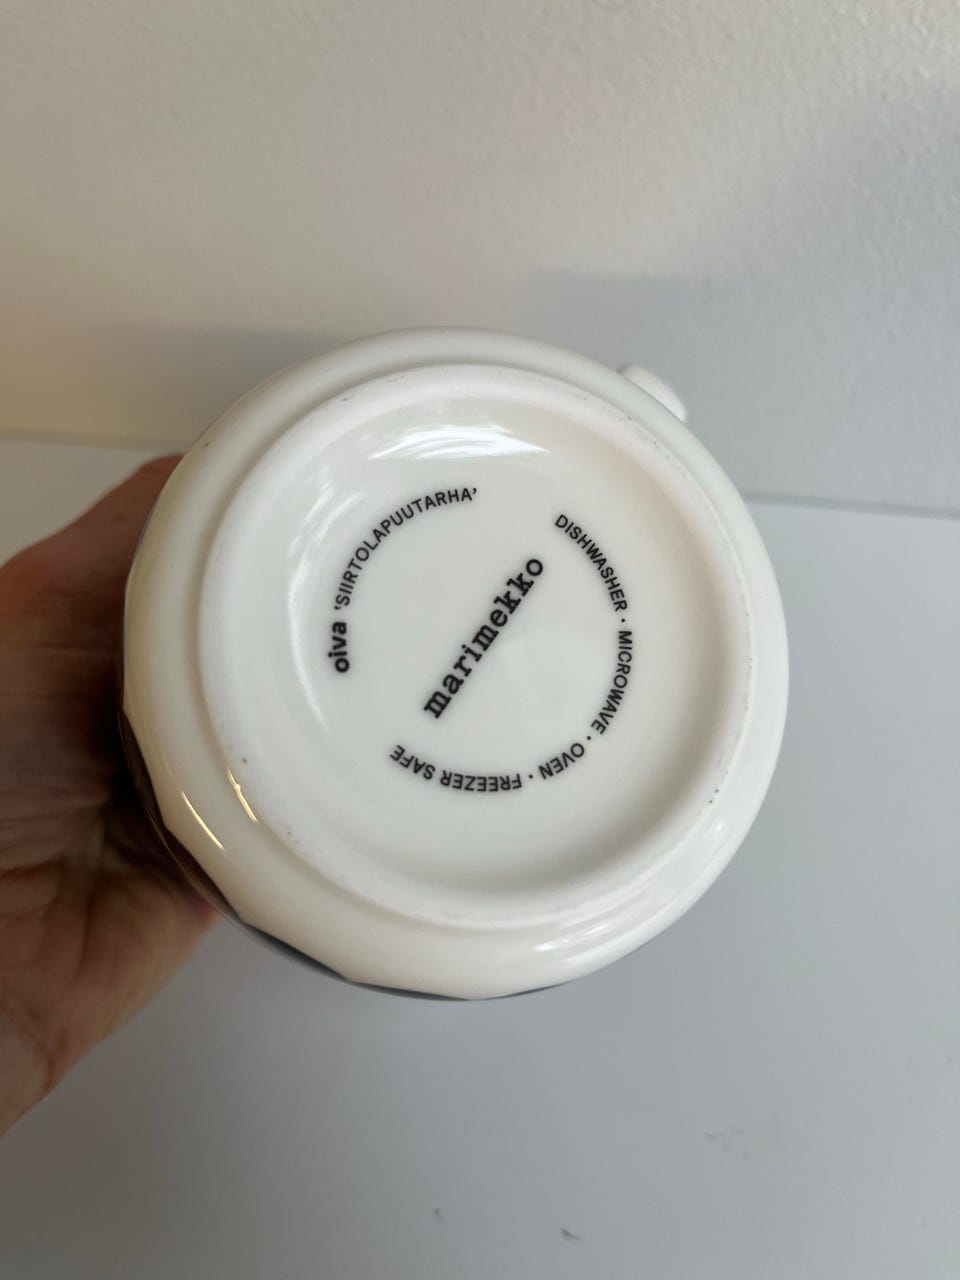 oiva 'SIIRTOLAPUUTARHA'
marimekko
DISHWASHER · MICROWAVE · OVEN · FREEZER SAFE